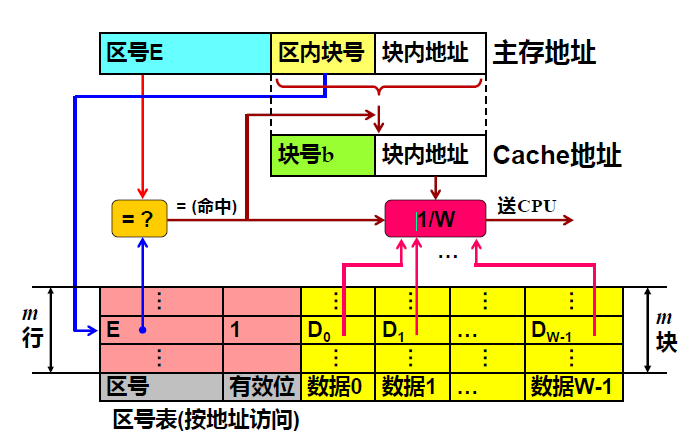 区号E 区内块号 块内地址 主存地址
块号b 块内地址 Cache地址
= ? = (命中) 1/W 送CPU
...
m 行 ⋮ ⋮ ⋮ ⋮ ⋮ ⋮ m 块
E 1 D0 D1 ... DW-1
⋮ ⋮ ⋮ ⋮ ⋮ ⋮
区号 有效位 数据0 数据1 ... 数据W-1
区号表(按地址访问)